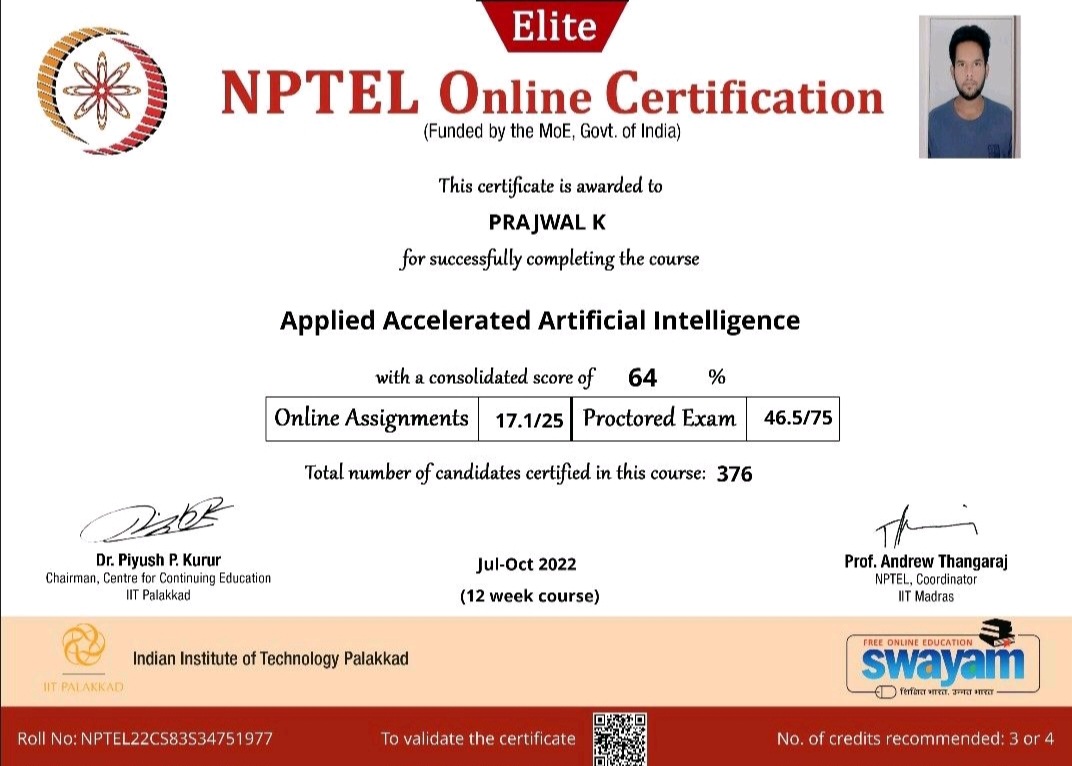 Elite
NPTEL Online Certification
(Funded by the MoE, Govt. of India)
This certificate is awarded to
PRAJWAL K
for successfully completing the course
Applied Accelerated Artificial Intelligence
with a consolidated score of 64 %
Online Assignments 17.1/25 Proctored Exam 46.5/75
Total number of candidates certified in this course: 376
Dr. Piyush P. Kurur
Chairman, Centre for Continuing Education
IIT Palakkad
Jul-Oct 2022
(12 week course)
Prof. Andrew Thangaraj
NPTEL, Coordinator
IIT Madras
IIT PALAKKAD
Indian Institute of Technology Palakkad
FREE ONLINE EDUCATION
swayam
शिक्षित भारत, उन्नत भारत
Roll No: NPTEL22CS83S34751977
To validate the certificate
No. of credits recommended: 3 or 4